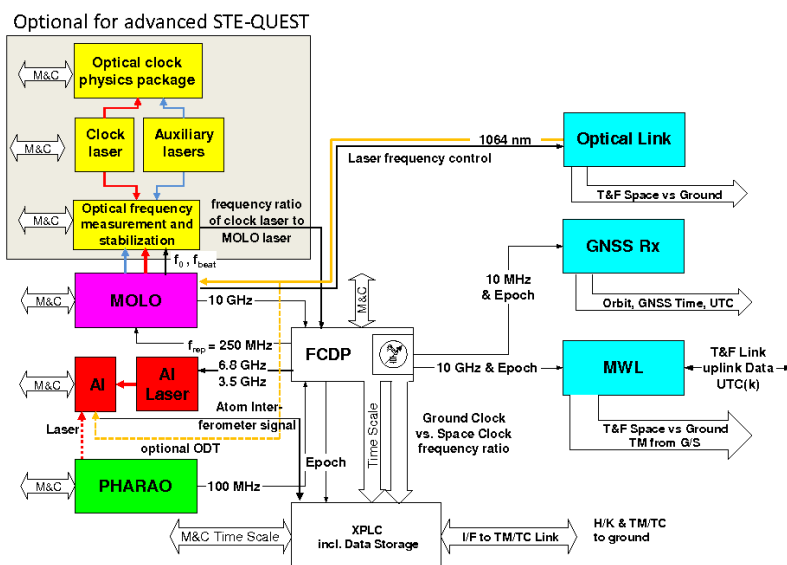 Optional for advanced STE-QUEST
M&C
Optical clock
physics package
M&C
Clock
laser
Auxiliary
lasers
1064 nm
Laser frequency control
Optical Link
T&F Space vs Ground
M&C
Optical frequency
measurement and
stabilization
frequency ratio
of clock laser to
MOLO laser
f0 , fbeat
M&C
MOLO
10 GHz
M&C
10 MHz
& Epoch
GNSS Rx
Orbit, GNSS Time, UTC
frep = 250 MHz
FCDP
10 GHz & Epoch
MWL
T&F Link
uplink Data
UTC(k)
M&C
AI
AI
Laser
6.8 GHz
3.5 GHz
Atom Inter-
ferometer signal
Laser
optional ODT
Time Scale
Ground Clock
vs. Space Clock
frequency ratio
T&F Space vs Ground
TM from G/S
M&C
PHARAO
100 MHz
Epoch
M&C Time Scale
XPLC
incl. Data Storage
I/F to TM/TC Link
H/K & TM/TC
to ground